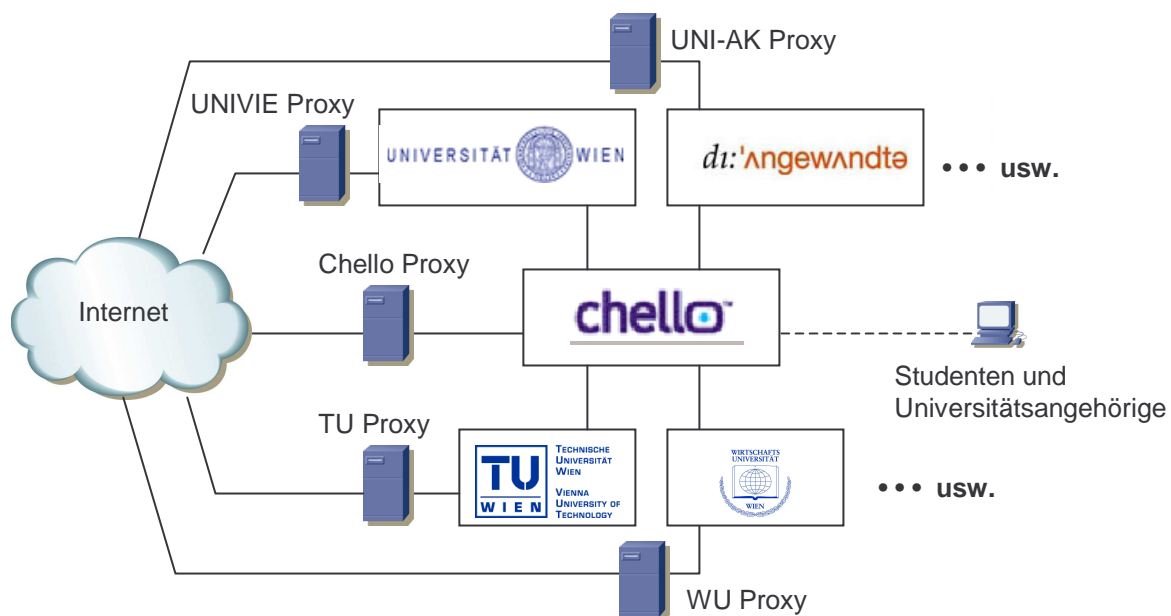 UNI-AK Proxy
UNIVIE Proxy
UNIVERSITÄT WIEN
dı:'ʌngewʌndtə
••• usw.
Chello Proxy
Internet
chello™
Studenten und
Universitätsangehörige
TU Proxy
TU
WIEN
TECHNISCHE
UNIVERSITÄT
WIEN
VIENNA
UNIVERSITY OF
TECHNOLOGY
WIRTSCHAFTS
UNIVERSITÄT
WIEN
••• usw.
WU Proxy